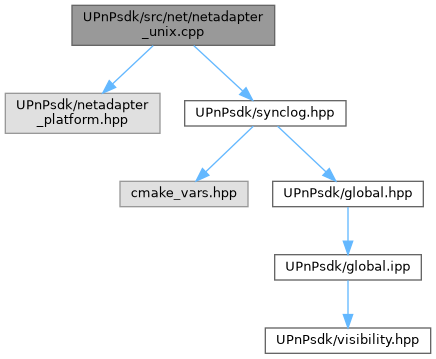 UPnPsdk/src/net/netadapter
_unix.cpp
UPnPsdk/netadapter
_platform.hpp
UPnPsdk/synclog.hpp
cmake_vars.hpp
UPnPsdk/global.hpp
UPnPsdk/global.ipp
UPnPsdk/visibility.hpp